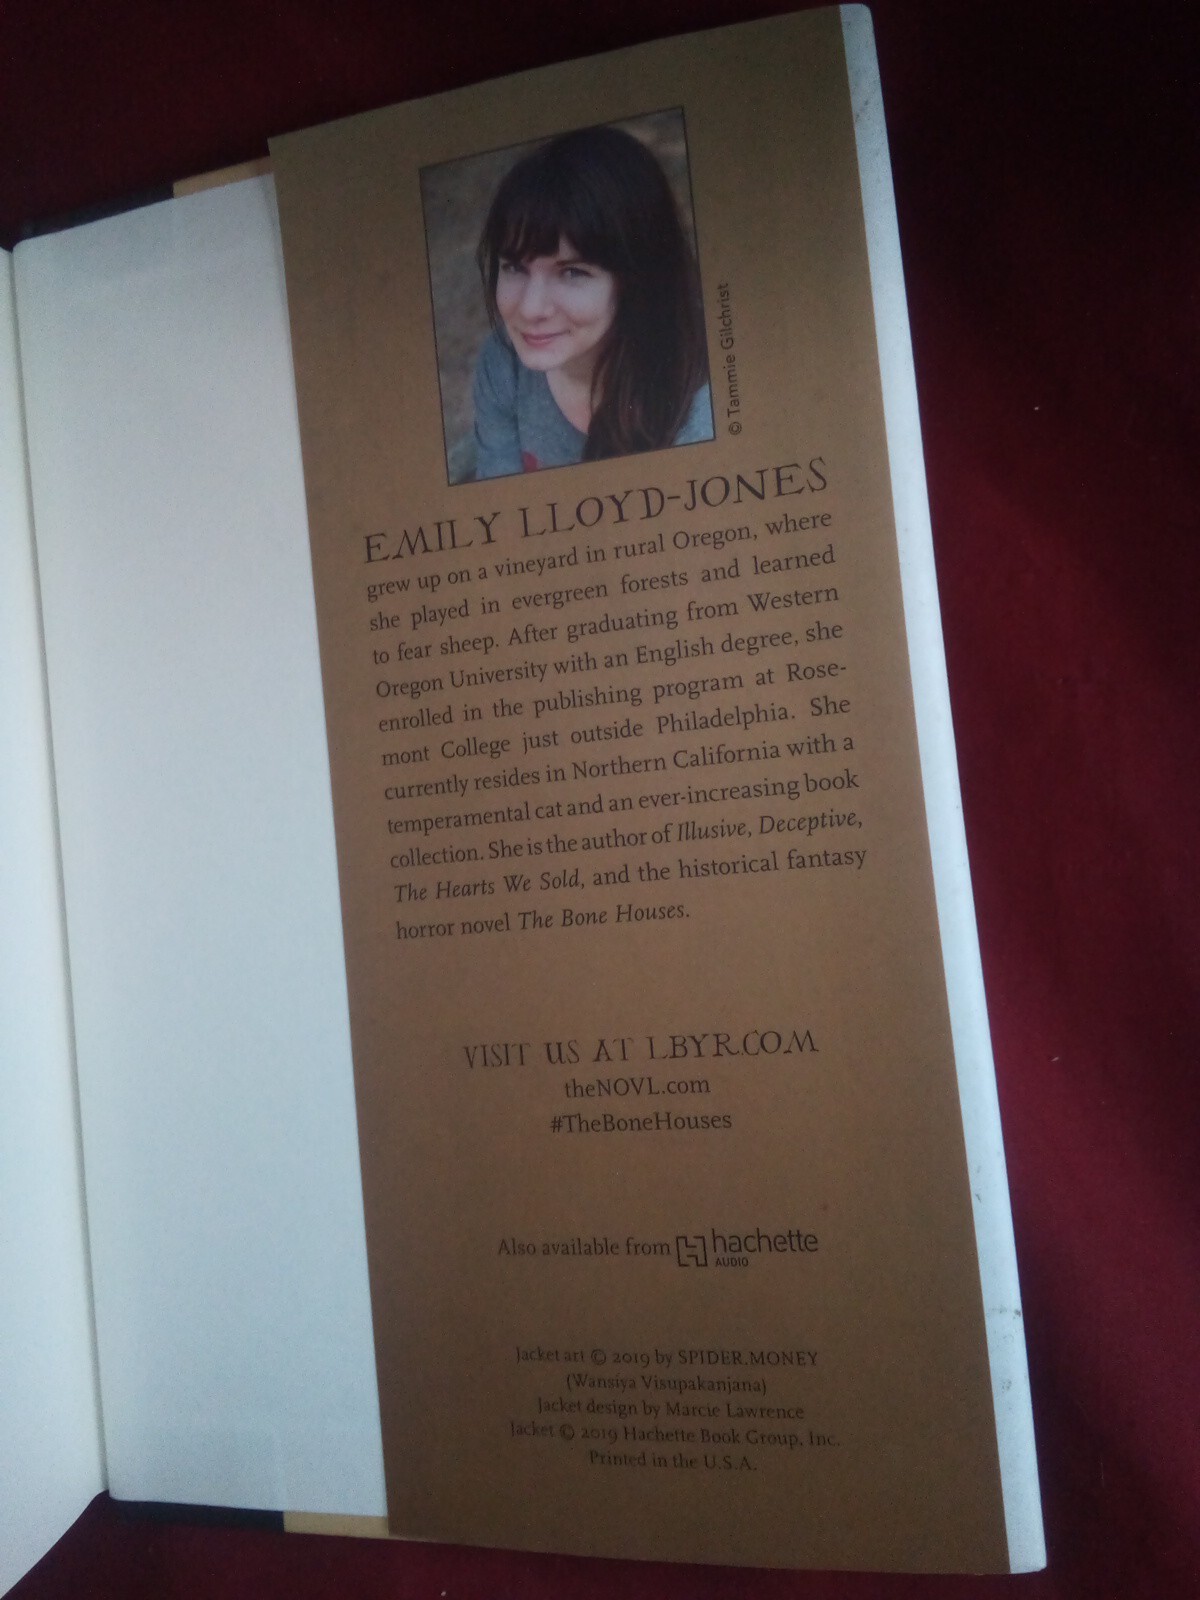 © Tammie Gilchrist
EMILY LLOYD-JONES
grew up on a vineyard in rural Oregon, where
she played in evergreen forests and learned
to fear sheep. After graduating from Western
Oregon University with an English degree, she
enrolled in the publishing program at Rose-
mont College just outside Philadelphia. She
currently resides in Northern California with a
temperamental cat and an ever-increasing book
collection. She is the author of Illusive, Deceptive,
The Hearts We Sold, and the historical fantasy
horror novel The Bone Houses.
VISIT US AT LBYR.COM
theNOVL.com
#TheBoneHouses
Also available from hachette
AUDIO
Jacket art © 2019 by SPIDER.MONEY
(Wansiya Visupakanjana)
Jacket design by Marcie Lawrence
Jacket © 2019 Hachette Book Group, Inc.
Printed in the U.S.A.